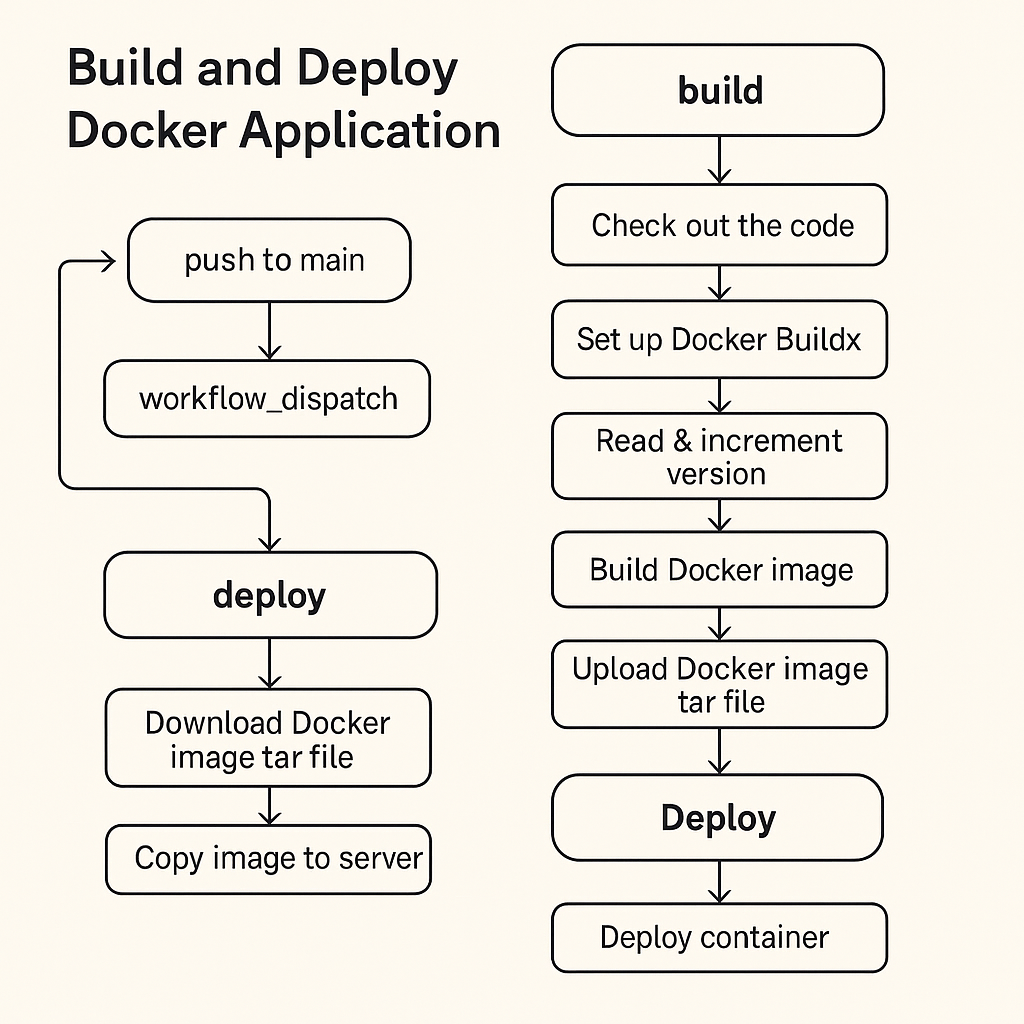 Build and Deploy
Docker Application
push to main
workflow_dispatch
deploy
Download Docker
image tar file
Copy image to server
build
Check out the code
Set up Docker Buildx
Read & increment
version
Build Docker image
Upload Docker image
tar file
Deploy
Deploy container